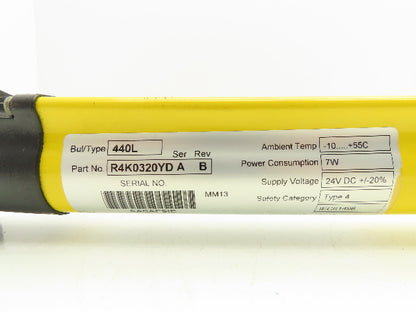 Bul/Type 440L
Ser Rev
Part No. R4K0320YD A B
SERIAL NO.
MM13
Ambient Temp -10.....+55C
Power Consumption 7W
Supply Voltage 24V DC +/-20%
Safety Category Type 4